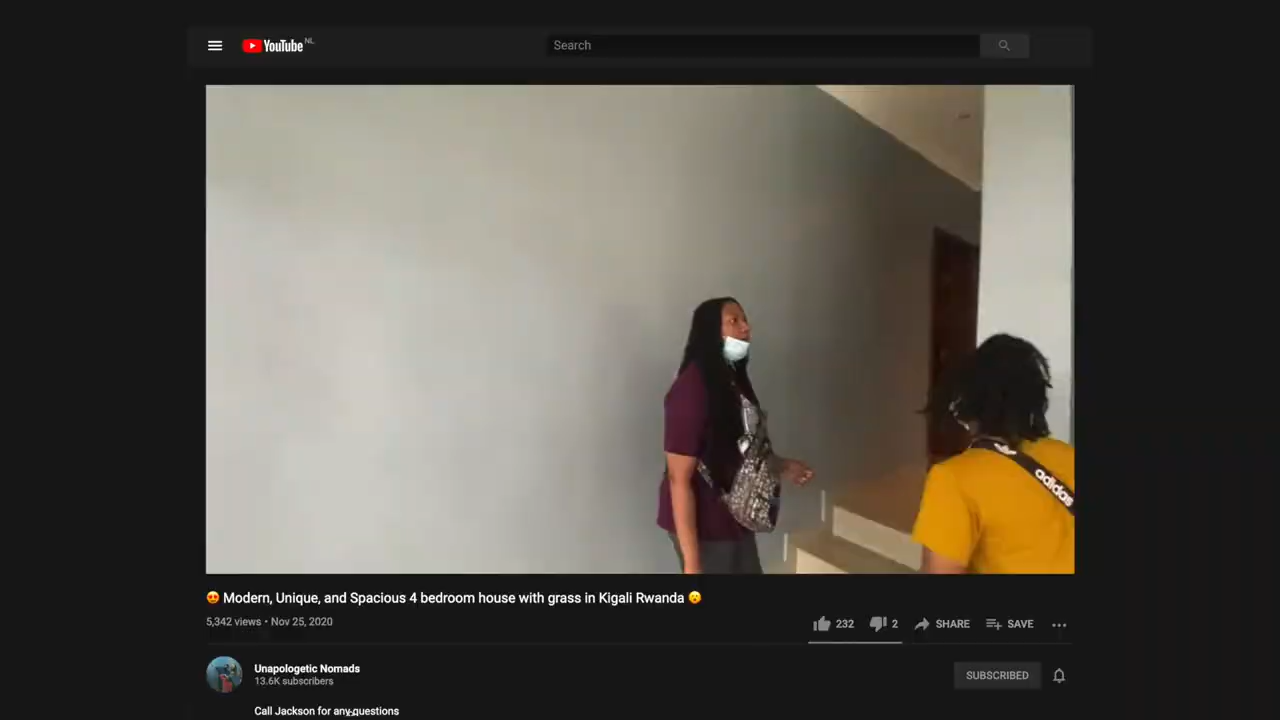 YouTube NL
Search
adidas
😍 Modern, Unique, and Spacious 4 bedroom house with grass in Kigali Rwanda 😮
5,342 views • Nov 25, 2020
232 2 SHARE SAVE
Unapologetic Nomads
13.6K subscribers
SUBSCRIBED
Call Jackson for any questions